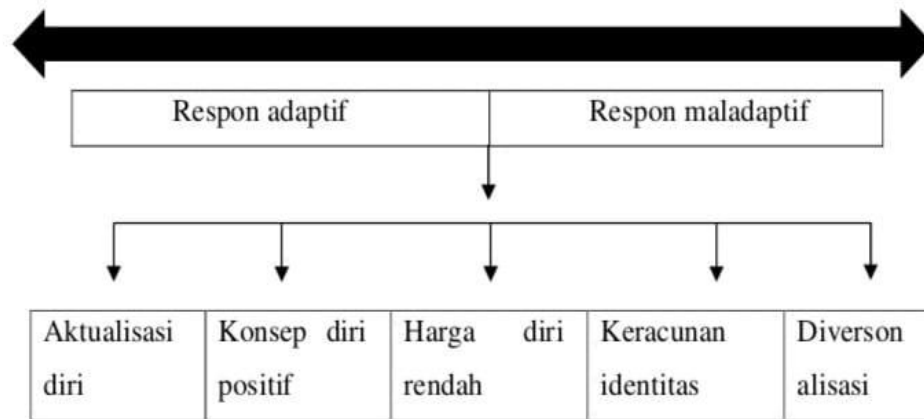 Respon adaptif
Respon maladaptif
Aktualisasi
diri
Konsep diri
positif
Harga diri
rendah
Keracunan
identitas
Diverson
alisasi